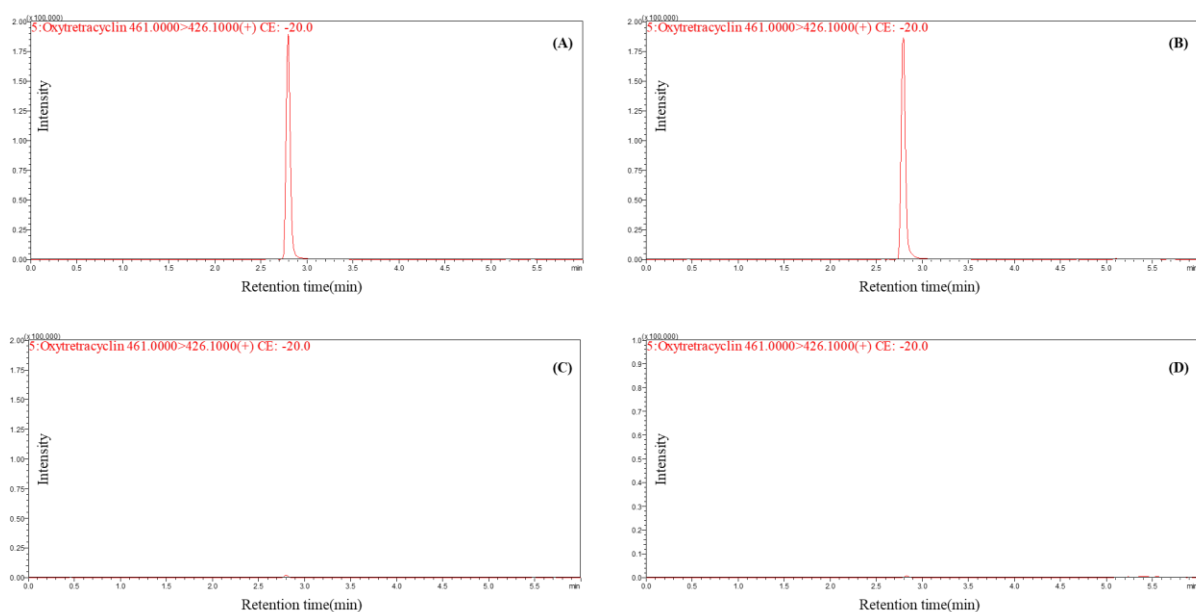 (x100,000)
5:Oxytretracyclin 461.0000>426.1000(+) CE: -20.0
(A)
2.00
1.75
1.50
1.25
1.00
0.75
0.50
0.25
0.00
Intensity
0.0 0.5 1.0 1.5 2.0 2.5 3.0 3.5 4.0 4.5 5.0 5.5 min
Retention time(min)
(x100,000)
5:Oxytretracyclin 461.0000>426.1000(+) CE: -20.0
(B)
2.00
1.75
1.50
1.25
1.00
0.75
0.50
0.25
0.00
Intensity
0.0 0.5 1.0 1.5 2.0 2.5 3.0 3.5 4.0 4.5 5.0 5.5 min
Retention time(min)
(x100,000)
5:Oxytretracyclin 461.0000>426.1000(+) CE: -20.0
(C)
2.00
1.75
1.50
1.25
1.00
0.75
0.50
0.25
0.00
Intensity
0.0 0.5 1.0 1.5 2.0 2.5 3.0 3.5 4.0 4.5 5.0 5.5 min
Retention time(min)
(x100,000)
5:Oxytretracyclin 461.0000>426.1000(+) CE: -20.0
(D)
1.0
0.9
0.8
0.7
0.6
0.5
0.4
0.3
0.2
0.1
0.0
Intensity
0.0 0.5 1.0 1.5 2.0 2.5 3.0 3.5 4.0 4.5 5.0 5.5 min
Retention time(min)